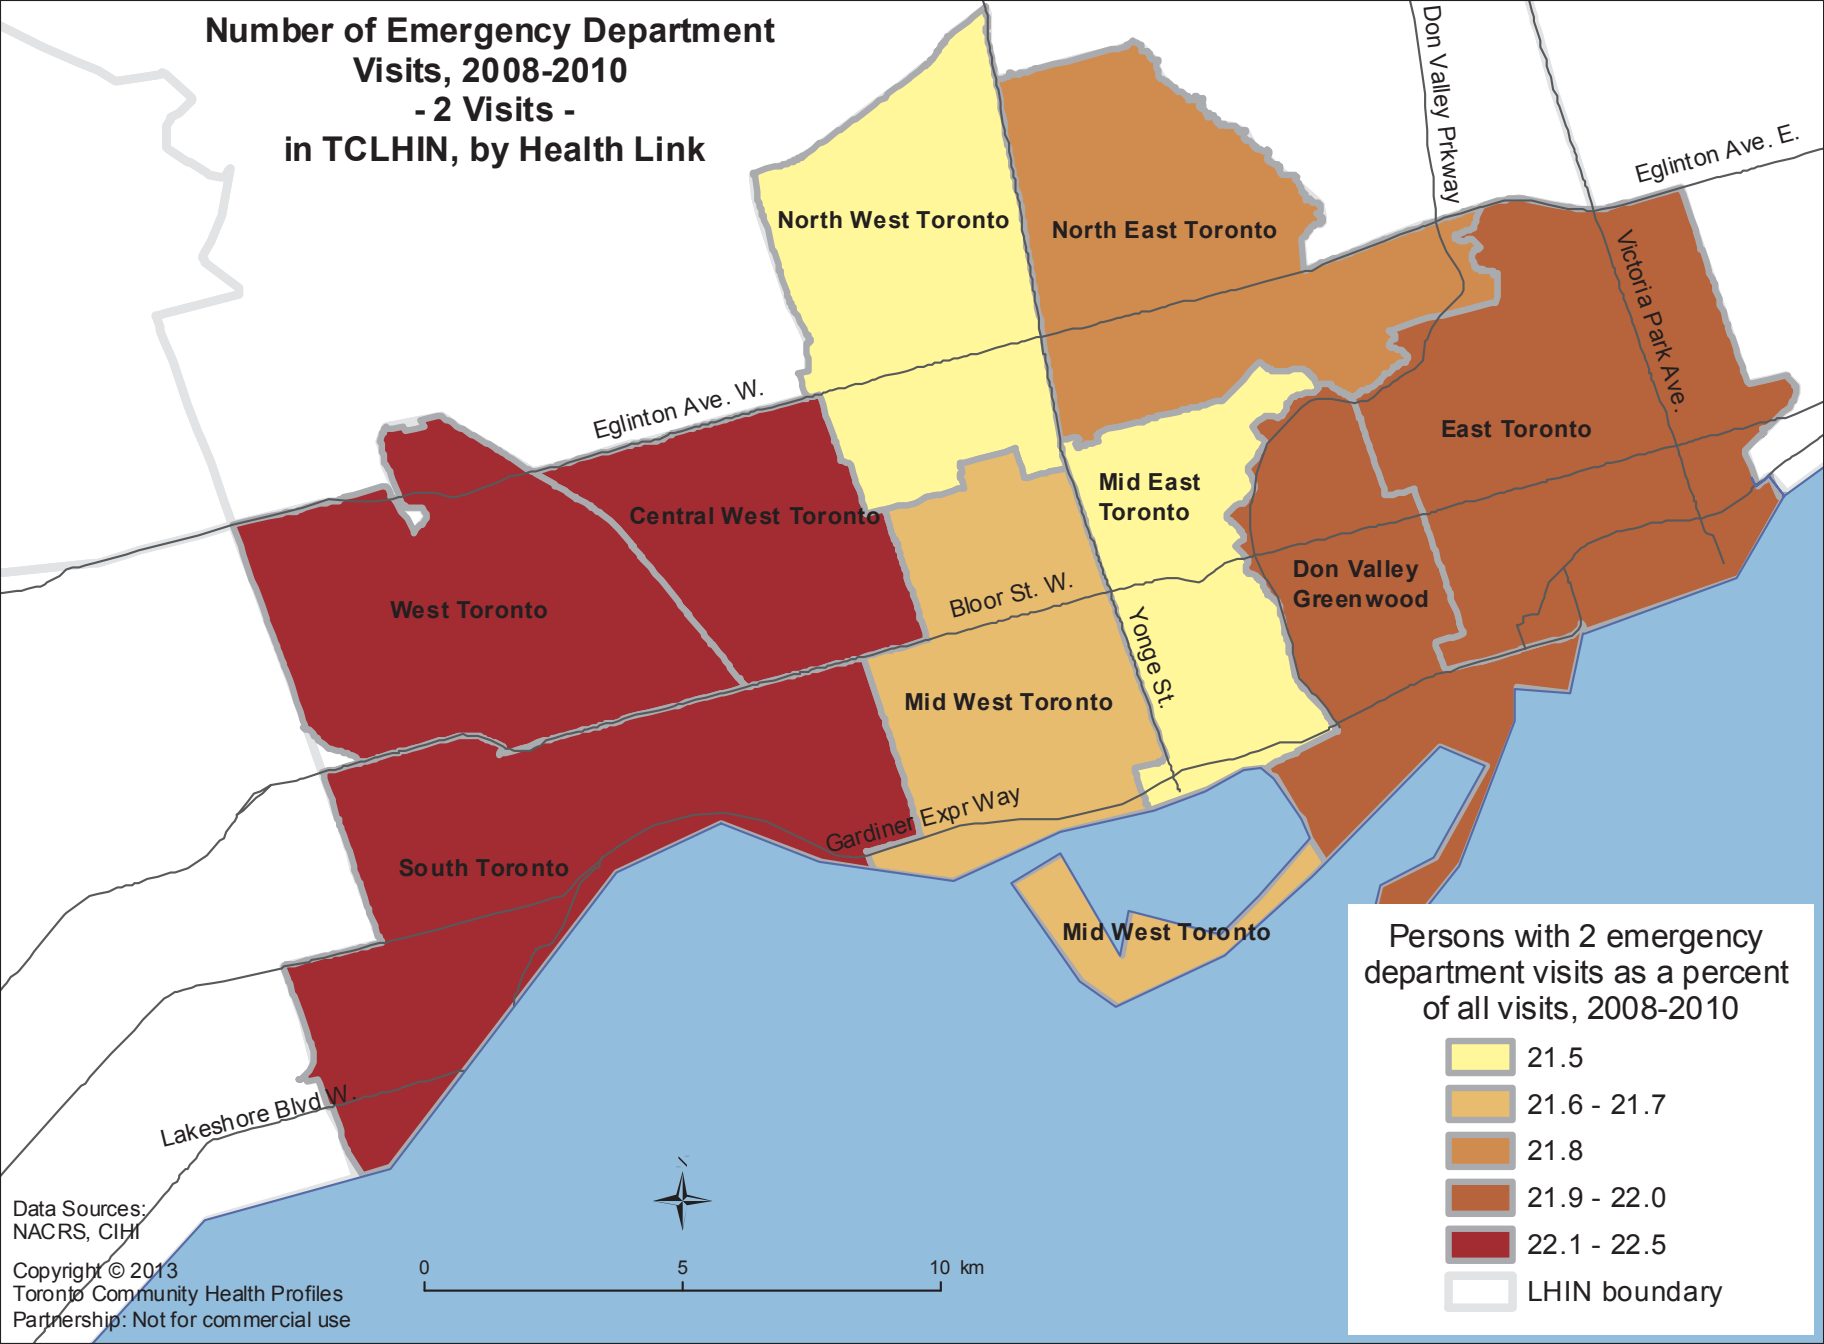 Number of Emergency Department
Visits, 2008-2010
- 2 Visits -
in TCLHIN, by Health Link
Don Valley Prkway
Eglinton Ave. E.
North West Toronto
North East Toronto
Victoria Park Ave.
Eglinton Ave. W.
East Toronto
Mid East
Toronto
Central West Toronto
Don Valley
Greenwood
Bloor St. W.
West Toronto
Yonge St.
Mid West Toronto
Gardiner Expr Way
South Toronto
Mid West Toronto
Lakeshore Blvd W.
Persons with 2 emergency
department visits as a percent
of all visits, 2008-2010
21.5
21.6 - 21.7
21.8
21.9 - 22.0
22.1 - 22.5
LHIN boundary
N
0 5 10 km
Data Sources:
NACRS, CIHI
Copyright © 2013
Toronto Community Health Profiles
Partnership: Not for commercial use